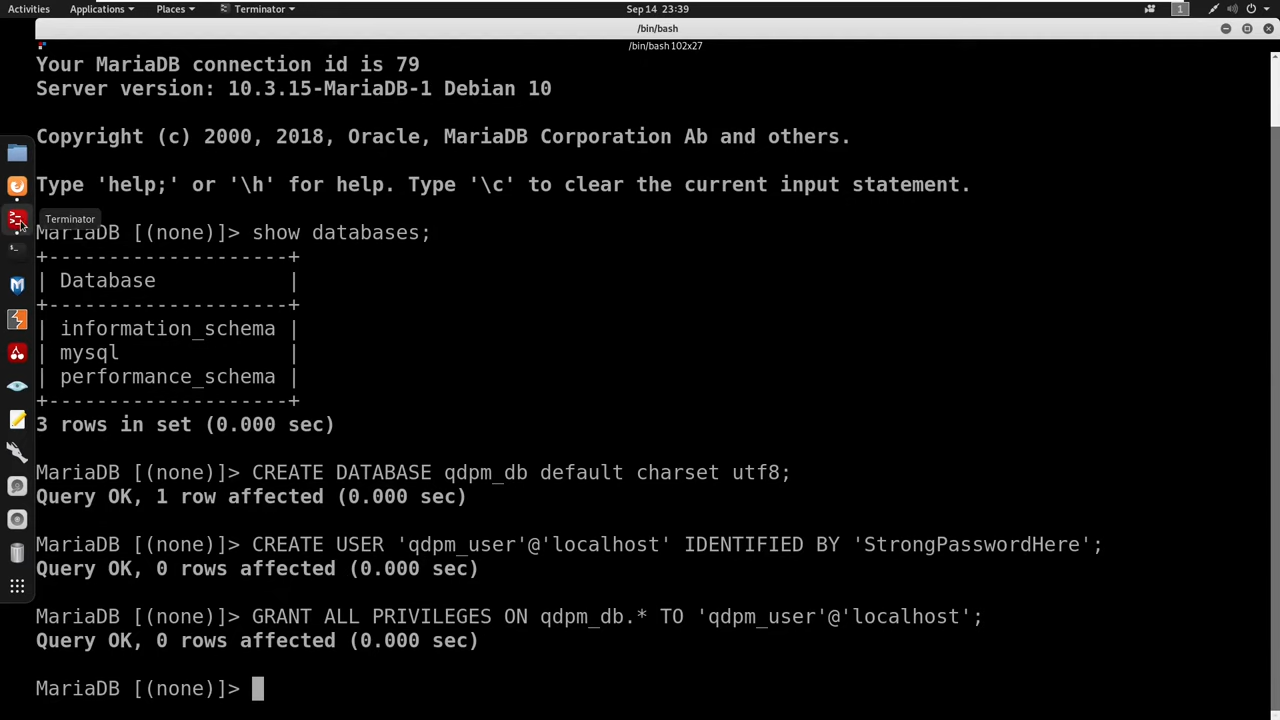 Activities Applications Places Terminator Sep 14 23:39 1
/bin/bash
/bin/bash 102x27
Your MariaDB connection id is 79
Server version: 10.3.15-MariaDB-1 Debian 10
Copyright (c) 2000, 2018, Oracle, MariaDB Corporation Ab and others.
Type 'help;' or '\h' for help. Type '\c' to clear the current input statement.
Terminator
MariaDB [(none)]> show databases;
+--------------------+
| Database           |
+--------------------+
| information_schema |
| mysql              |
| performance_schema |
+--------------------+
3 rows in set (0.000 sec)
MariaDB [(none)]> CREATE DATABASE qdpm_db default charset utf8;
Query OK, 1 row affected (0.000 sec)
MariaDB [(none)]> CREATE USER 'qdpm_user'@'localhost' IDENTIFIED BY 'StrongPasswordHere';
Query OK, 0 rows affected (0.000 sec)
MariaDB [(none)]> GRANT ALL PRIVILEGES ON qdpm_db.* TO 'qdpm_user'@'localhost';
Query OK, 0 rows affected (0.000 sec)
MariaDB [(none)]>